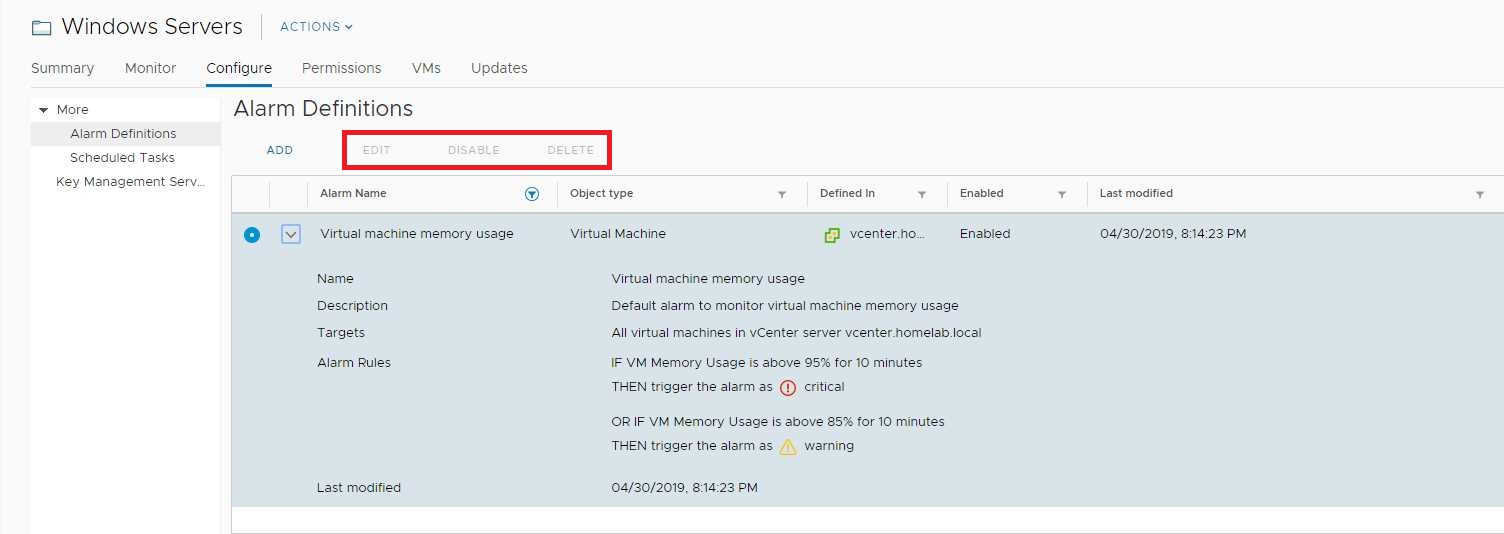 Windows Servers ACTIONS
Summary Monitor Configure Permissions VMs Updates
More
Alarm Definitions
Scheduled Tasks
Key Management Serv...
Alarm Definitions
ADD EDIT DISABLE DELETE
Alarm Name Object type Defined In Enabled Last modified
Virtual machine memory usage Virtual Machine vcenter.ho... Enabled 04/30/2019, 8:14:23 PM
Name Virtual machine memory usage
Description Default alarm to monitor virtual machine memory usage
Targets All virtual machines in vCenter server vcenter.homelab.local
Alarm Rules IF VM Memory Usage is above 95% for 10 minutes
THEN trigger the alarm as critical
OR IF VM Memory Usage is above 85% for 10 minutes
THEN trigger the alarm as warning
Last modified 04/30/2019, 8:14:23 PM